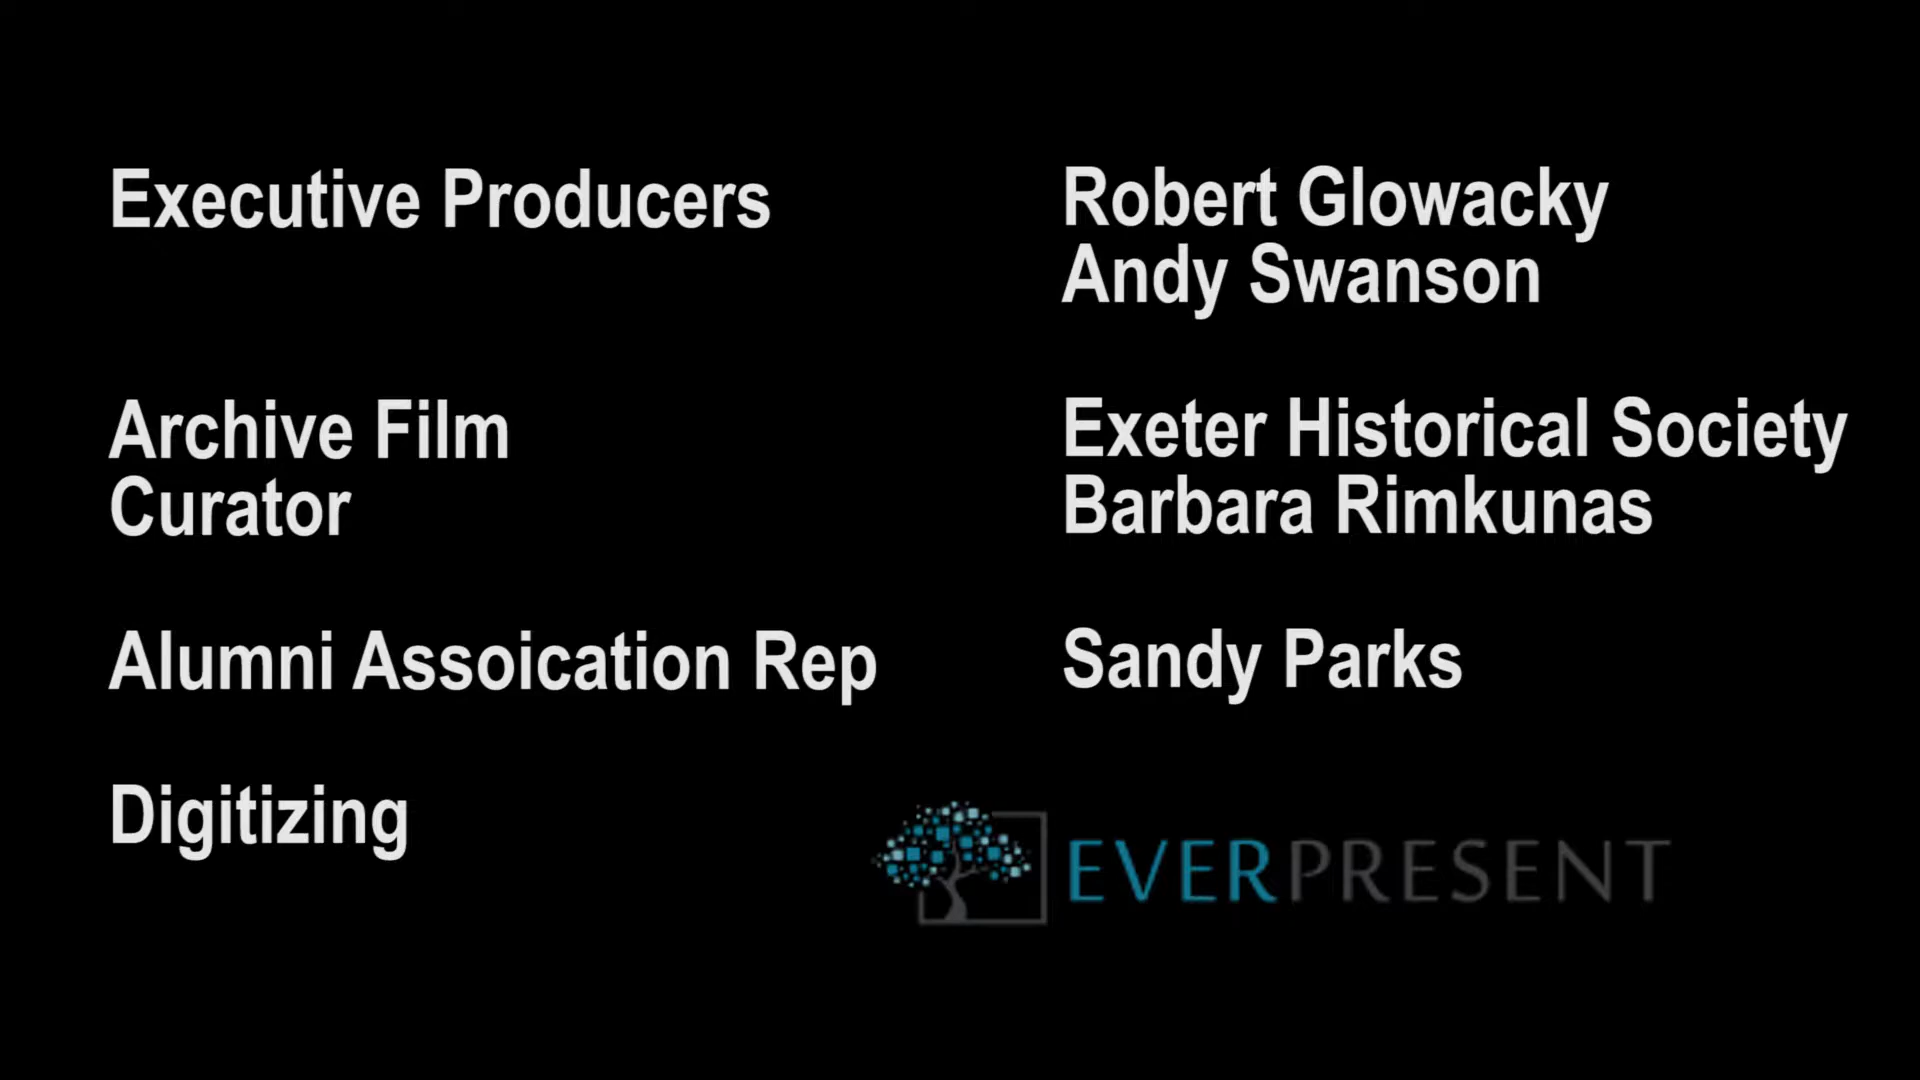 Executive Producers
Robert Glowacky
Andy Swanson
Archive Film
Curator
Exeter Historical Society
Barbara Rimkunas
Alumni Assoication Rep
Sandy Parks
Digitizing
EVERPRESENT